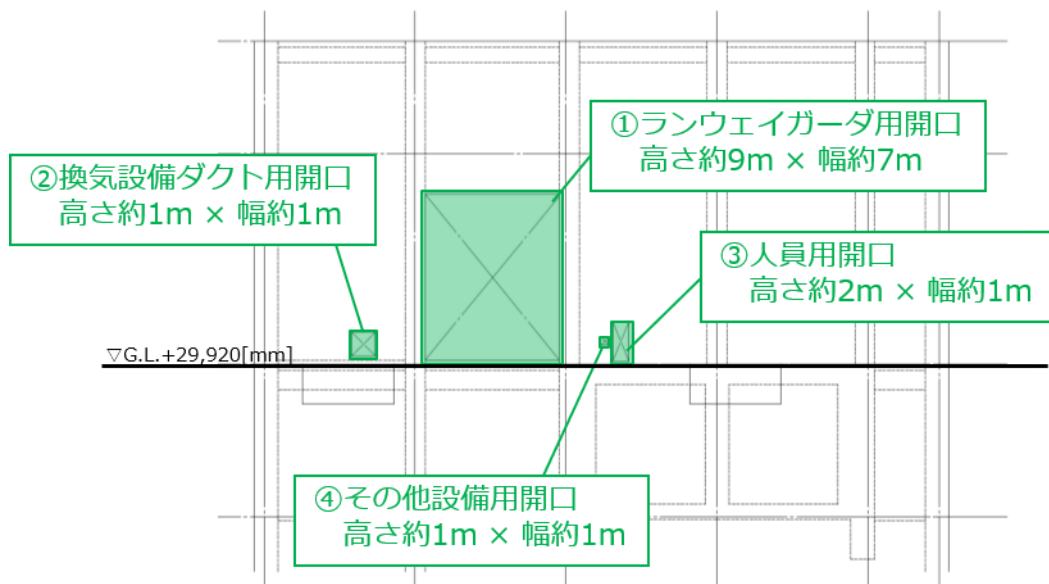 ①ランウェイガーダ用開口
高さ約9m × 幅約7m
②換気設備ダクト用開口
高さ約1m × 幅約1m
③人員用開口
高さ約2m × 幅約1m
▽G.L.+29,920[mm]
④その他設備用開口
高さ約1m × 幅約1m